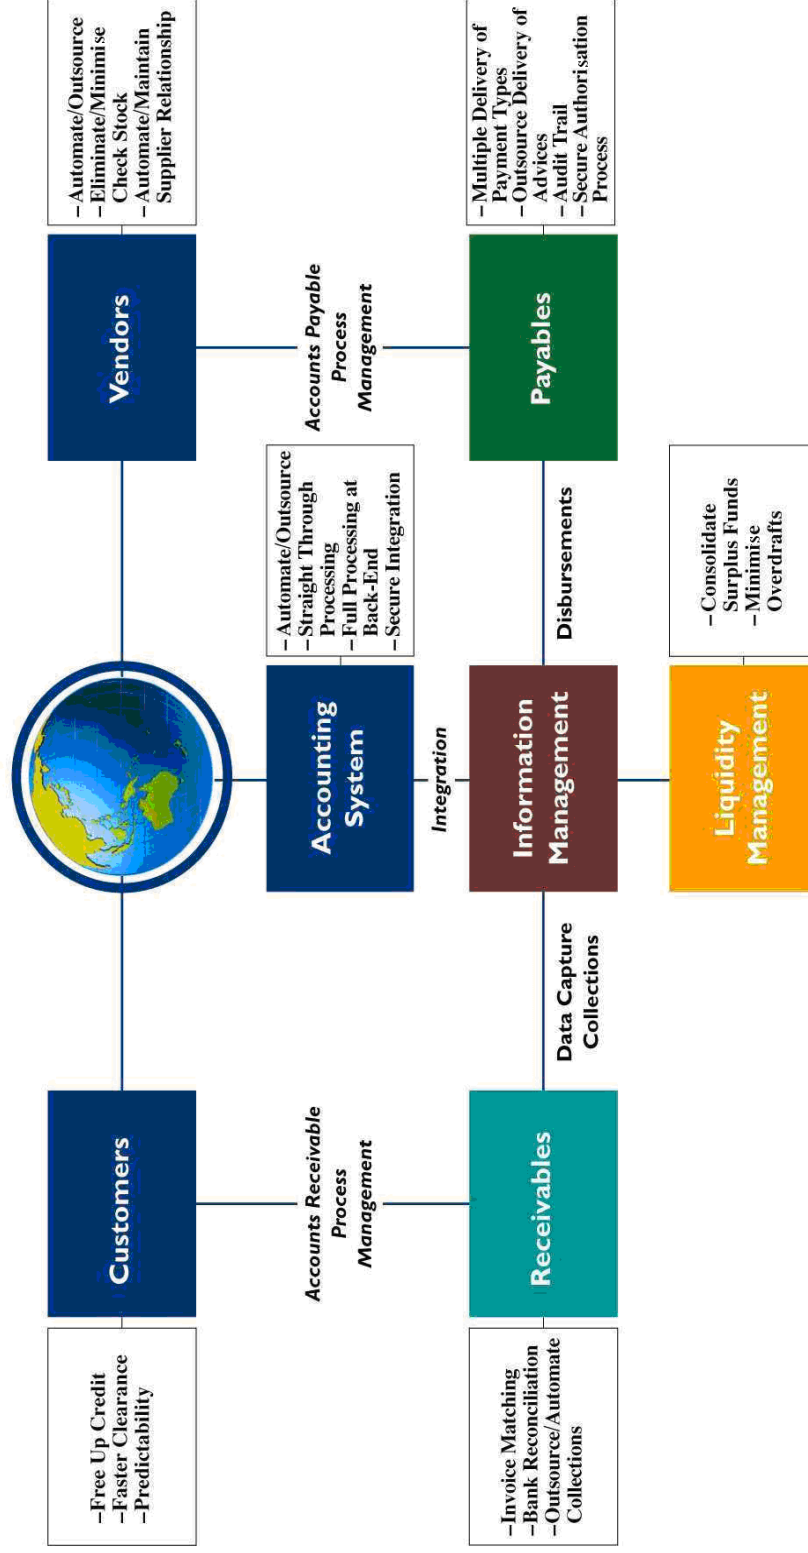 –Free Up Credit
–Faster Clearance
–Predictability
Customers
Vendors
–Automate/Outsource
–Eliminate/Minimise
Check Stock
–Automate/Maintain
Supplier Relationship
Accounts Receivable
Process
Management
Accounting
System
–Automate/Outsource
–Straight Through
Processing
–Full Processing at
Back-End
–Secure Integration
Accounts Payable
Process
Management
Integration
–Invoice Matching
–Bank Reconciliation
–Outsource/Automate
Collections
Receivables
Data Capture
Collections
Information
Management
Disbursements
Payables
–Multiple Delivery of
Payment Types
–Outsource Delivery of
Advices
–Audit Trail
–Secure Authorisation
Process
Liquidity
Management
–Consolidate
Surplus Funds
–Minimise
Overdrafts